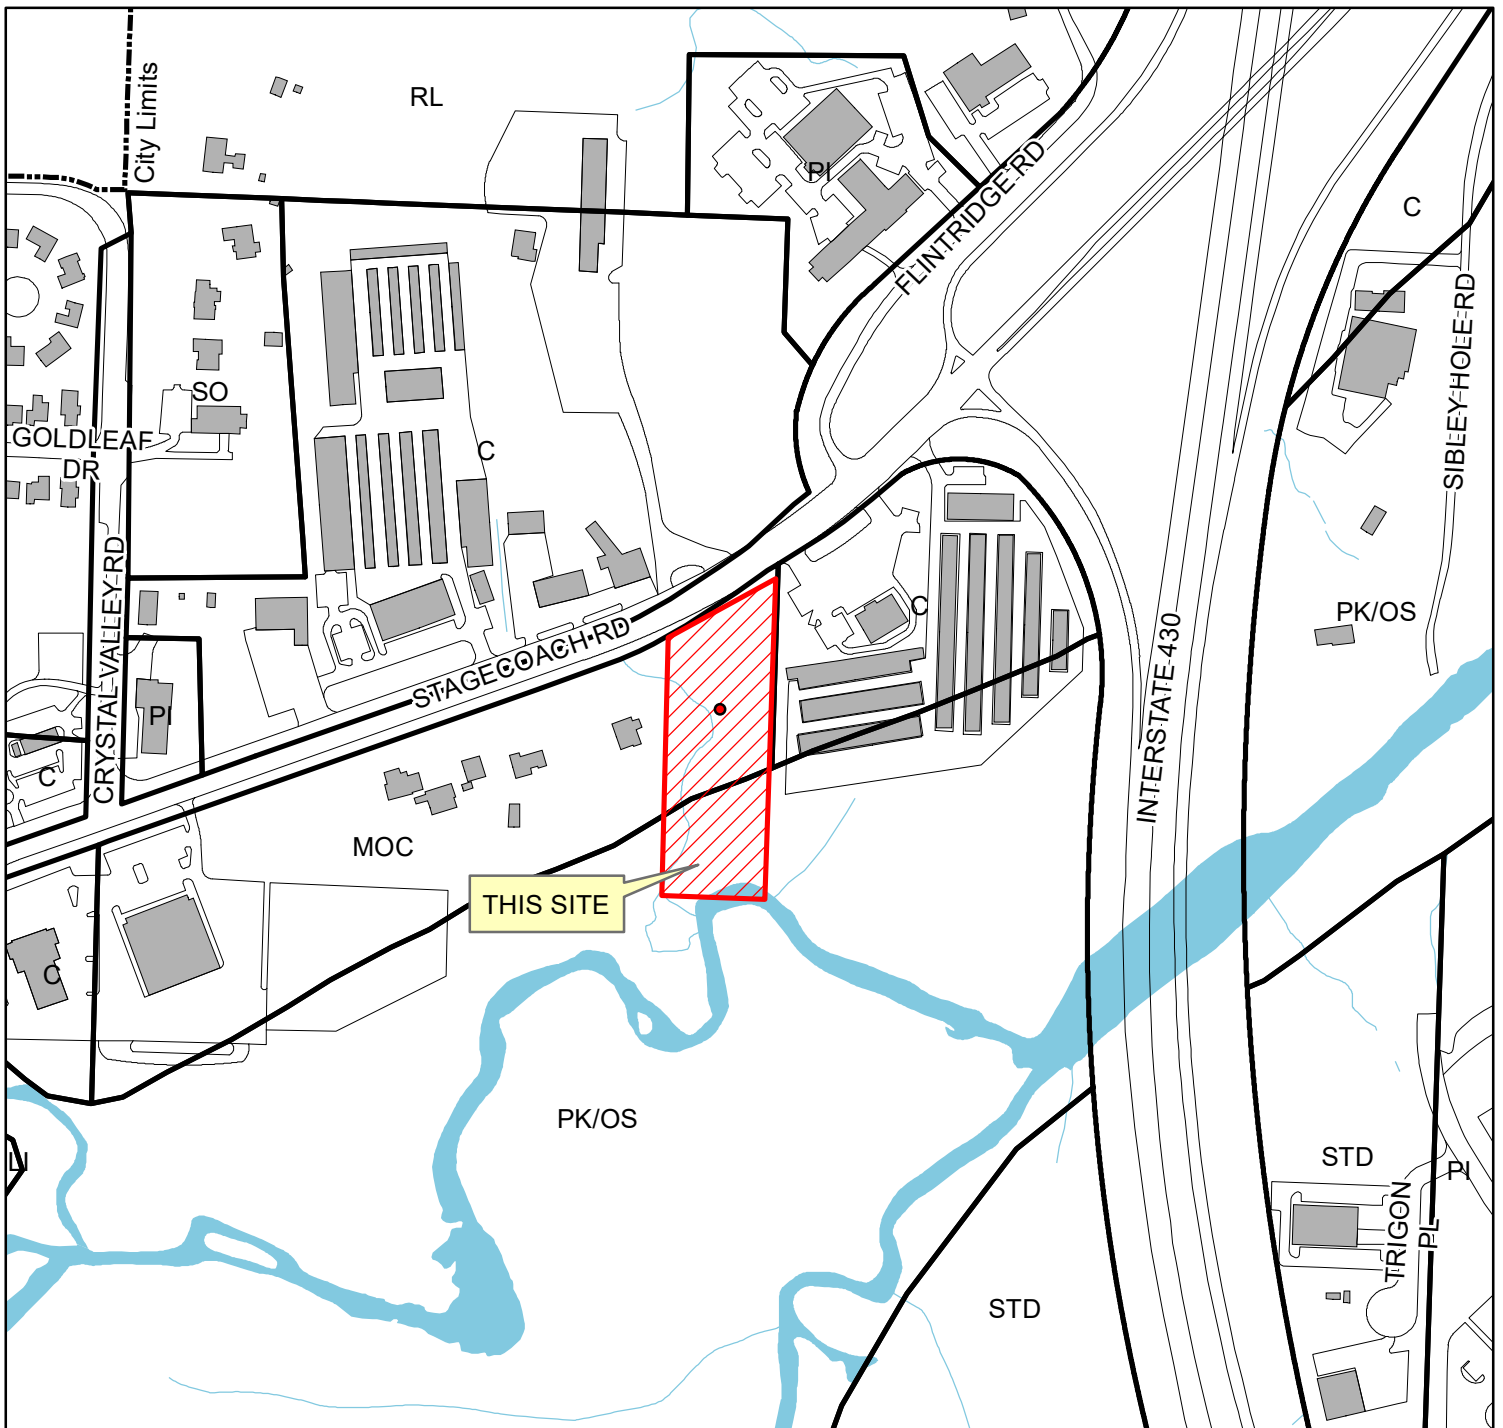 City Limits
RL
PI
FLINTRIDGE RD
C
SIBLEY HOLE RD
SO
GOLDLEAF
DR
C
CRYSTAL VALLEY RD
STAGECOACH RD
C
PK/OS
INTERSTATE 430
PI
C
MOC
THIS SITE
C
PK/OS
LI
STD
PI
TRIGON
PL
STD